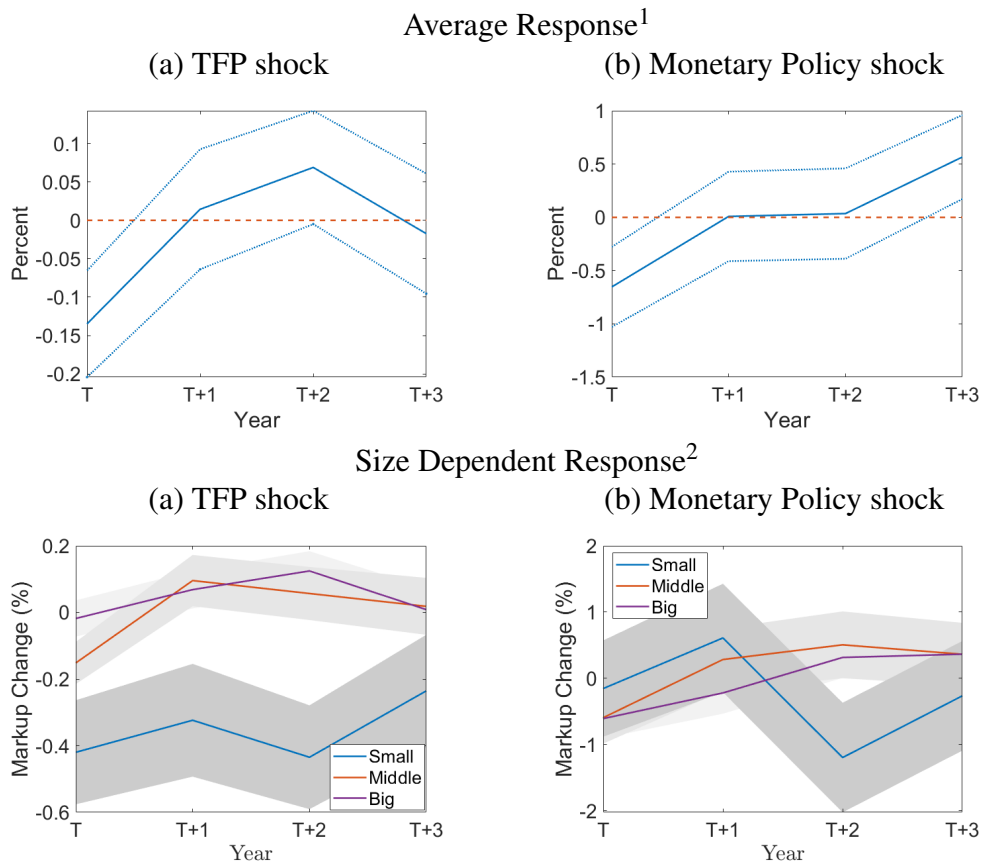 Average Response¹
(a) TFP shock
(b) Monetary Policy shock
0.1
0.05
0
-0.05
-0.1
-0.15
-0.2
Percent
T T+1 T+2 T+3
Year
1
0.5
0
-0.5
-1
-1.5
Percent
T T+1 T+2 T+3
Year
Size Dependent Response²
(a) TFP shock
(b) Monetary Policy shock
0.2
0
-0.2
-0.4
-0.6
Markup Change (%)
Small
Middle
Big
T T+1 T+2 T+3
Year
2
1
0
-1
-2
Markup Change (%)
Small
Middle
Big
T T+1 T+2 T+3
Year